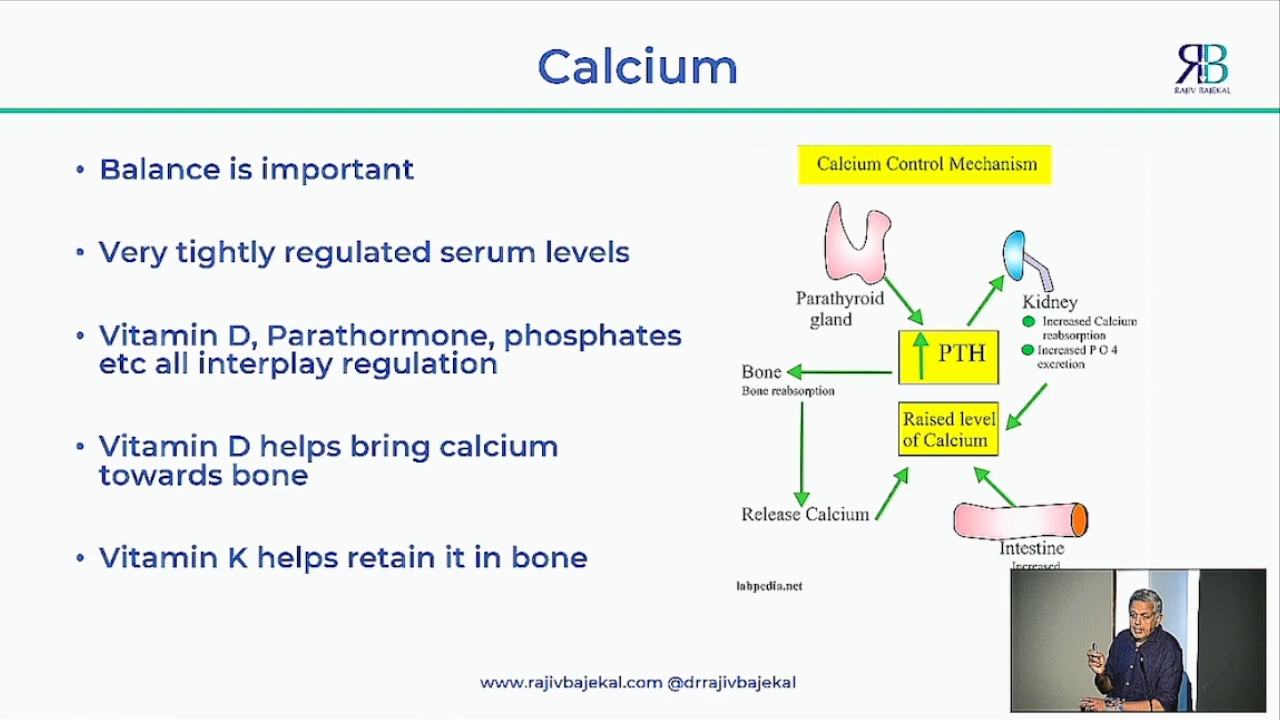 Calcium
RAJIV BAJEKAL
• Balance is important
• Very tightly regulated serum levels
• Vitamin D, Parathormone, phosphates
etc all interplay regulation
• Vitamin D helps bring calcium
towards bone
• Vitamin K helps retain it in bone
Calcium Control Mechanism
Parathyroid
gland
Kidney
Increased Calcium
reabsorption
Increased P O 4
excretion
PTH
Bone
Bone reabsorption
Raised level
of Calcium
Release Calcium
Intestine
Increased
labpedia.net
www.rajivbajekal.com @drrajivbajekal